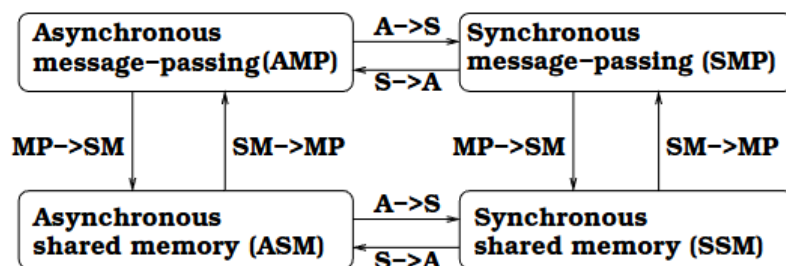 Asynchronous
message-passing(AMP)
A->S
Synchronous
message-passing (SMP)
S->A
MP->SM
SM->MP
MP->SM
SM->MP
Asynchronous
shared memory (ASM)
A->S
Synchronous
shared memory (SSM)
S->A